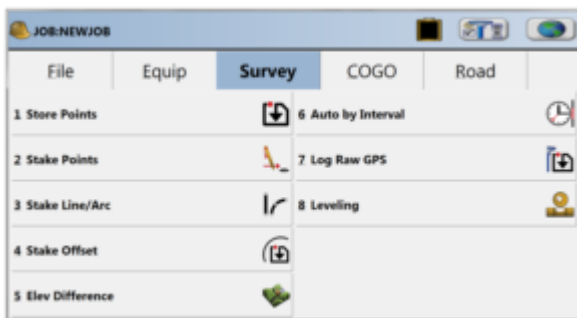 JOB:NEWJOB
File Equip Survey COGO Road
1 Store Points
2 Stake Points
3 Stake Line/Arc
4 Stake Offset
5 Elev Difference
6 Auto by Interval
7 Log Raw GPS
8 Leveling